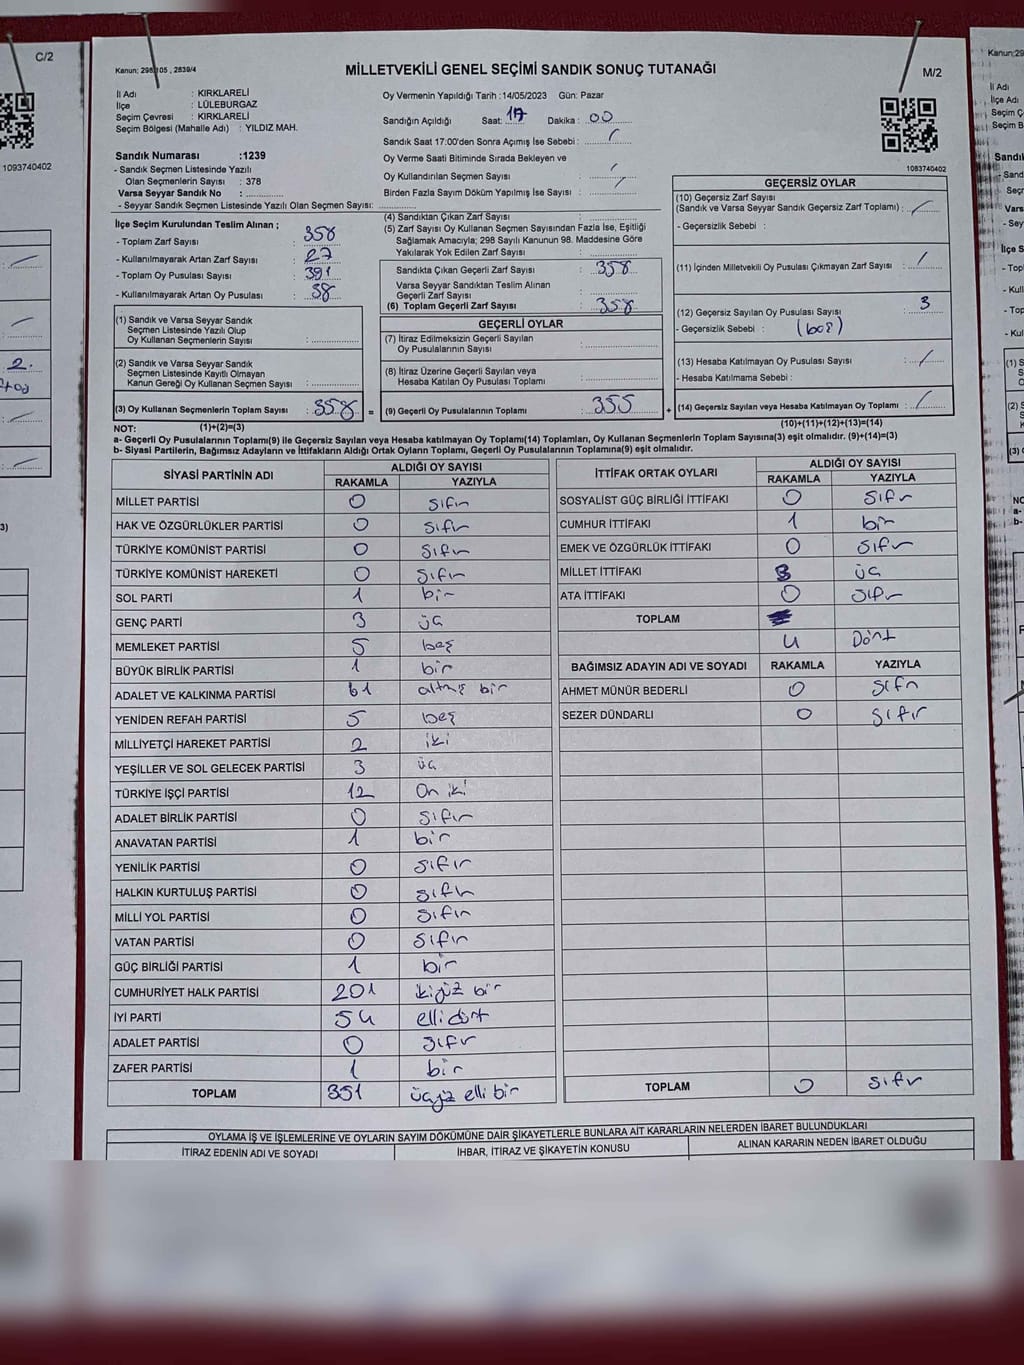 C/2
1093740402
Kanun: 298,105 , 2839/4
MİLLETVEKİLİ GENEL SEÇİMİ SANDIK SONUÇ TUTANAĞI
M/2
İl Adı : KIRKLARELİ
İlçe : LÜLEBURGAZ
Seçim Çevresi : KIRKLARELİ
Seçim Bölgesi (Mahalle Adı) : YILDIZ MAH.
Oy Vermenin Yapıldığı Tarih :14/05/2023 Gün: Pazar
Sandığın Açıldığı Saat: 17 Dakika : 00
Sandık Saat 17:00'den Sonra Açımış İse Sebebi : /
Oy Verme Saati Bitiminde Sırada Bekleyen ve
Oy Kullandırılan Seçmen Sayısı : /
Birden Fazla Sayım Döküm Yapılmış İse Sayısı : /
1083740402
Sandık Numarası :1239
- Sandık Seçmen Listesinde Yazılı
Olan Seçmenlerin Sayısı : 378
Varsa Seyyar Sandık No :
- Seyyar Sandık Seçmen Listesinde Yazılı Olan Seçmen Sayısı:
İlçe Seçim Kurulundan Teslim Alınan ;
- Toplam Zarf Sayısı : 358
- Kullanılmayarak Artan Zarf Sayısı : 27
- Toplam Oy Pusulası Sayısı : 391
- Kullanılmayarak Artan Oy Pusulası : 38
(1) Sandık ve Varsa Seyyar Sandık
Seçmen Listesinde Yazılı Olup
Oy Kullanan Seçmenlerin Sayısı :
(2) Sandık ve Varsa Seyyar Sandık
Seçmen Listesinde Kayıtlı Olmayan
Kanun Gereği Oy Kullanan Seçmen Sayısı :
(3) Oy Kullanan Seçmenlerin Toplam Sayısı : 358 =
(1)+(2)=(3)
(4) Sandıktan Çıkan Zarf Sayısı :
(5) Zarf Sayısı Oy Kullanan Seçmen Sayısından Fazla İse, Eşitliği
Sağlamak Amacıyla; 298 Sayılı Kanunun 98. Maddesine Göre
Yakılarak Yok Edilen Zarf Sayısı :
Sandıkta Çıkan Geçerli Zarf Sayısı : 358
Varsa Seyyar Sandıktan Teslim Alınan
Geçerli Zarf Sayısı :
(6) Toplam Geçerli Zarf Sayısı : 358
GEÇERLİ OYLAR
(7) İtiraz Edilmeksizin Geçerli Sayılan
Oy Pusulalarının Sayısı :
(8) İtiraz Üzerine Geçerli Sayılan veya
Hesaba Katılan Oy Pusulası Toplamı :
(9) Geçerli Oy Pusulalarının Toplamı : 355 +
GEÇERSİZ OYLAR
(10) Geçersiz Zarf Sayısı
(Sandık ve Varsa Seyyar Sandık Geçersiz Zarf Toplamı) : /
- Geçersizlik Sebebi :
(11) İçinden Milletvekili Oy Pusulası Çıkmayan Zarf Sayısı : /
(12) Geçersiz Sayılan Oy Pusulası Sayısı : 3
- Geçersizlik Sebebi : (boş)
(13) Hesaba Katılmayan Oy Pusulası Sayısı : /
- Hesaba Katılmama Sebebi :
(14) Geçersiz Sayılan veya Hesaba Katılmayan Oy Toplamı : /
(10)+(11)+(12)+(13)=(14)
NOT:
a- Geçerli Oy Pusulalarının Toplamı(9) ile Geçersiz Sayılan veya Hesaba katılmayan Oy Toplamı(14) Toplamları, Oy Kullanan Seçmenlerin Toplam Sayısına(3) eşit olmalıdır. (9)+(14)=(3)
b- Siyasi Partilerin, Bağımsız Adayların ve İttifakların Aldığı Ortak Oyların Toplamı, Geçerli Oy Pusulalarının Toplamına(9) eşit olmalıdır.
SİYASİ PARTİNİN ADI ALDIĞI OY SAYISI
RAKAMLA YAZIYLA
MİLLET PARTİSİ 0 sıfır
HAK VE ÖZGÜRLÜKLER PARTİSİ 0 sıfır
TÜRKİYE KOMÜNİST PARTİSİ 0 sıfır
TÜRKİYE KOMÜNİST HAREKETİ 0 sıfır
SOL PARTİ 1 bir
GENÇ PARTİ 3 üç
MEMLEKET PARTİSİ 5 beş
BÜYÜK BİRLİK PARTİSİ 1 bir
ADALET VE KALKINMA PARTİSİ 61 altmış bir
YENİDEN REFAH PARTİSİ 5 beş
MİLLİYETÇİ HAREKET PARTİSİ 2 iki
YEŞİLLER VE SOL GELECEK PARTİSİ 3 üç
TÜRKİYE İŞÇİ PARTİSİ 12 On iki
ADALET BİRLİK PARTİSİ 0 sıfır
ANAVATAN PARTİSİ 1 bir
YENİLİK PARTİSİ 0 sıfır
HALKIN KURTULUŞ PARTİSİ 0 sıfır
MİLLİ YOL PARTİSİ 0 sıfır
VATAN PARTİSİ 0 sıfır
GÜÇ BİRLİĞİ PARTİSİ 1 bir
CUMHURİYET HALK PARTİSİ 201 ikiyüz bir
İYİ PARTİ 54 elli dört
ADALET PARTİSİ 0 sıfır
ZAFER PARTİSİ 1 bir
TOPLAM 351 üçyüz elli bir
İTTİFAK ORTAK OYLARI ALDIĞI OY SAYISI
RAKAMLA YAZIYLA
SOSYALİST GÜÇ BİRLİĞİ İTTİFAKI 0 sıfır
CUMHUR İTTİFAKI 1 bir
EMEK VE ÖZGÜRLÜK İTTİFAKI 0 sıfır
MİLLET İTTİFAKI 3 üç
ATA İTTİFAKI 0 sıfır
TOPLAM
4 Dört
BAĞIMSIZ ADAYIN ADI VE SOYADI RAKAMLA YAZIYLA
AHMET MÜNÜR BEDERLİ 0 sıfır
SEZER DÜNDARLI 0 sıfır
TOPLAM 0 sıfır
OYLAMA İŞ VE İŞLEMLERİNE VE OYLARIN SAYIM DÖKÜMÜNE DAİR ŞİKAYETLERLE BUNLARA AİT KARARLARIN NELERDEN İBARET BULUNDUKLARI
İTİRAZ EDENİN ADI VE SOYADI İHBAR, İTİRAZ VE ŞİKAYETİN KONUSU ALINAN KARARIN NEDEN İBARET OLDUĞU